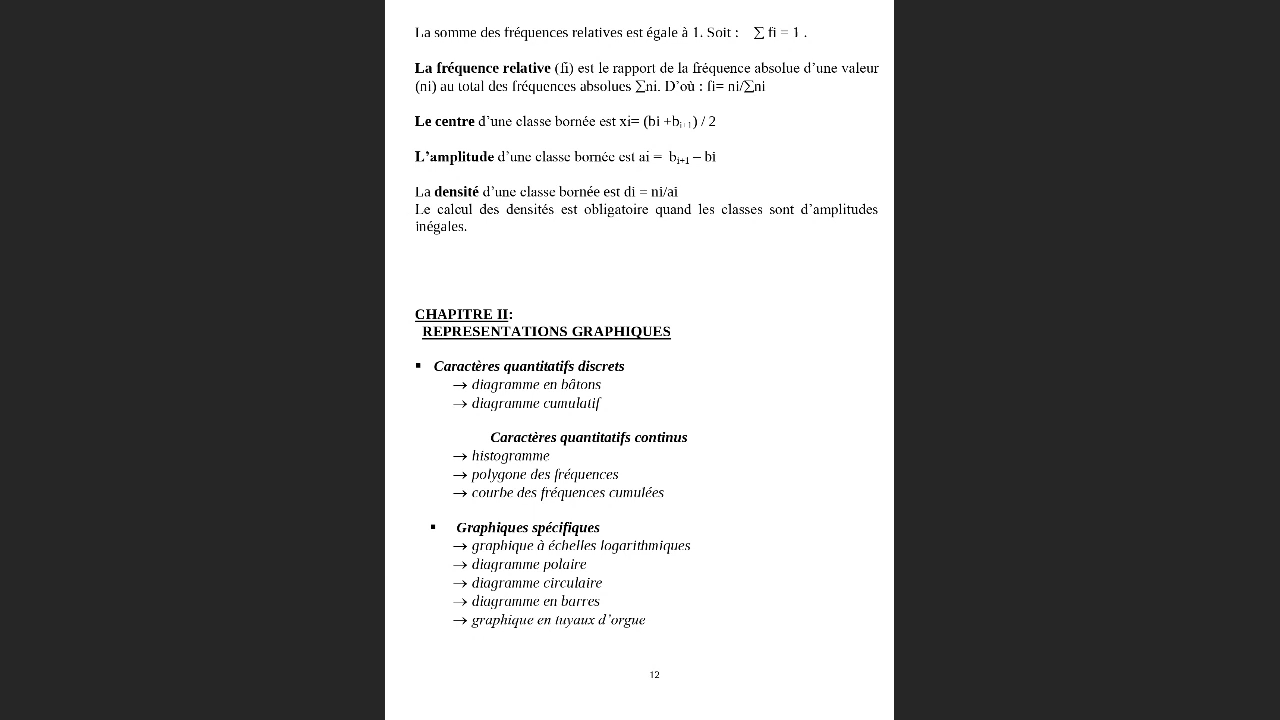 La somme des fréquences relatives est égale à 1. Soit : ∑ fi = 1 .
La fréquence relative (fi) est le rapport de la fréquence absolue d’une valeur
(ni) au total des fréquences absolues ∑ni. D’où : fi= ni/∑ni
Le centre d’une classe bornée est xi= (bi +bi+1) / 2
L’amplitude d’une classe bornée est ai = bi+1 – bi
La densité d’une classe bornée est di = ni/ai
Le calcul des densités est obligatoire quand les classes sont d’amplitudes
inégales.
CHAPITRE II:
REPRESENTATIONS GRAPHIQUES
▪ Caractères quantitatifs discrets
→ diagramme en bâtons
→ diagramme cumulatif
Caractères quantitatifs continus
→ histogramme
→ polygone des fréquences
→ courbe des fréquences cumulées
▪ Graphiques spécifiques
→ graphique à échelles logarithmiques
→ diagramme polaire
→ diagramme circulaire
→ diagramme en barres
→ graphique en tuyaux d’orgue
12